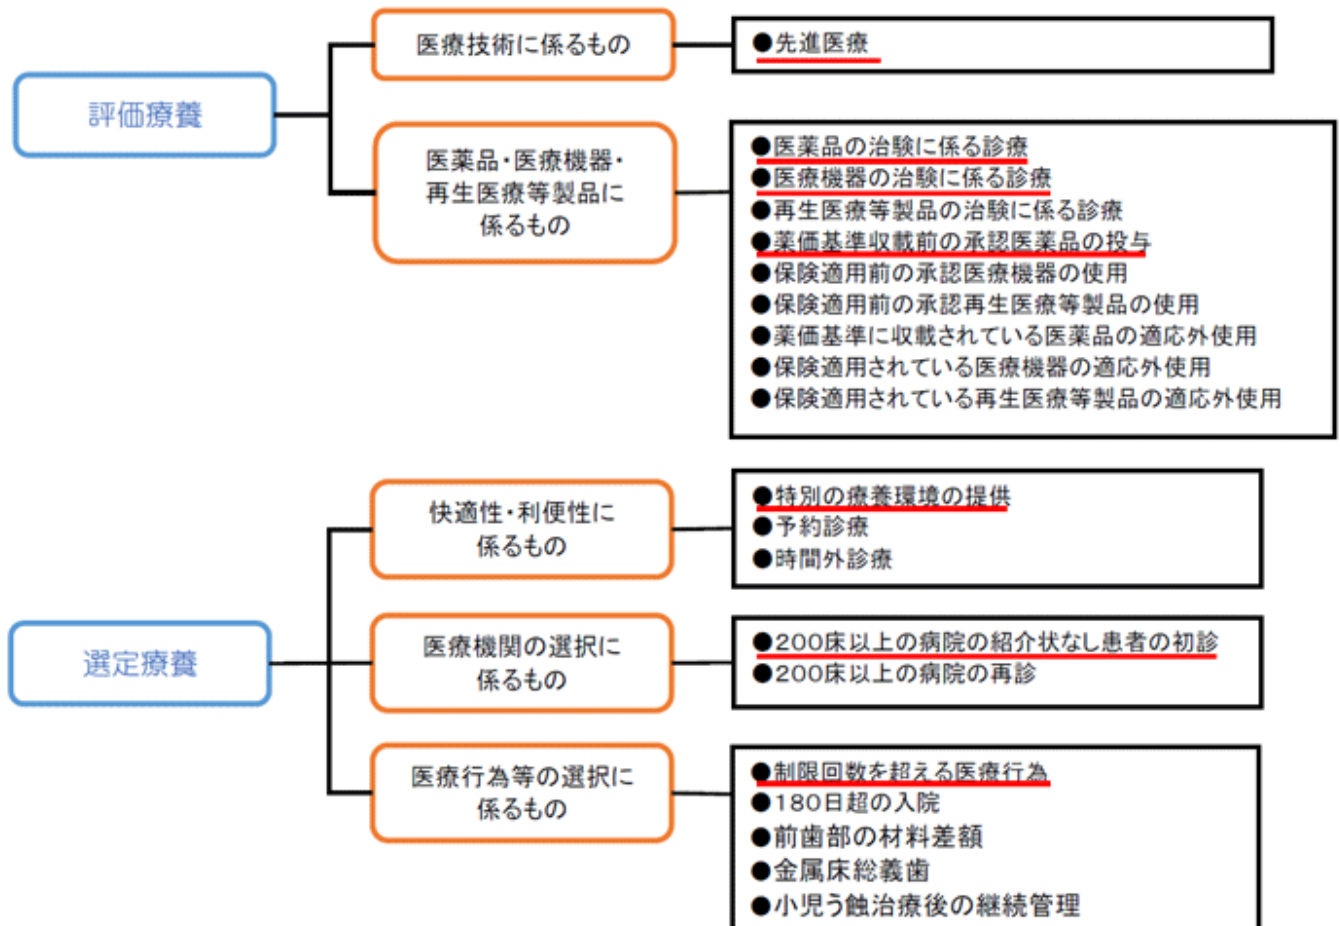 評価療養
医療技術に係るもの
●先進医療
医薬品・医療機器・
再生医療等製品に
係るもの
●医薬品の治験に係る診療
●医療機器の治験に係る診療
●再生医療等製品の治験に係る診療
●薬価基準収載前の承認医薬品の投与
●保険適用前の承認医療機器の使用
●保険適用前の承認再生医療等製品の使用
●薬価基準に収載されている医薬品の適応外使用
●保険適用されている医療機器の適応外使用
●保険適用されている再生医療等製品の適応外使用
選定療養
快適性・利便性に
係るもの
●特別の療養環境の提供
●予約診療
●時間外診療
医療機関の選択に
係るもの
●200床以上の病院の紹介状なし患者の初診
●200床以上の病院の再診
医療行為等の選択に
係るもの
●制限回数を超える医療行為
●180日超の入院
●前歯部の材料差額
●金属床総義歯
●小児う蝕治療後の継続管理